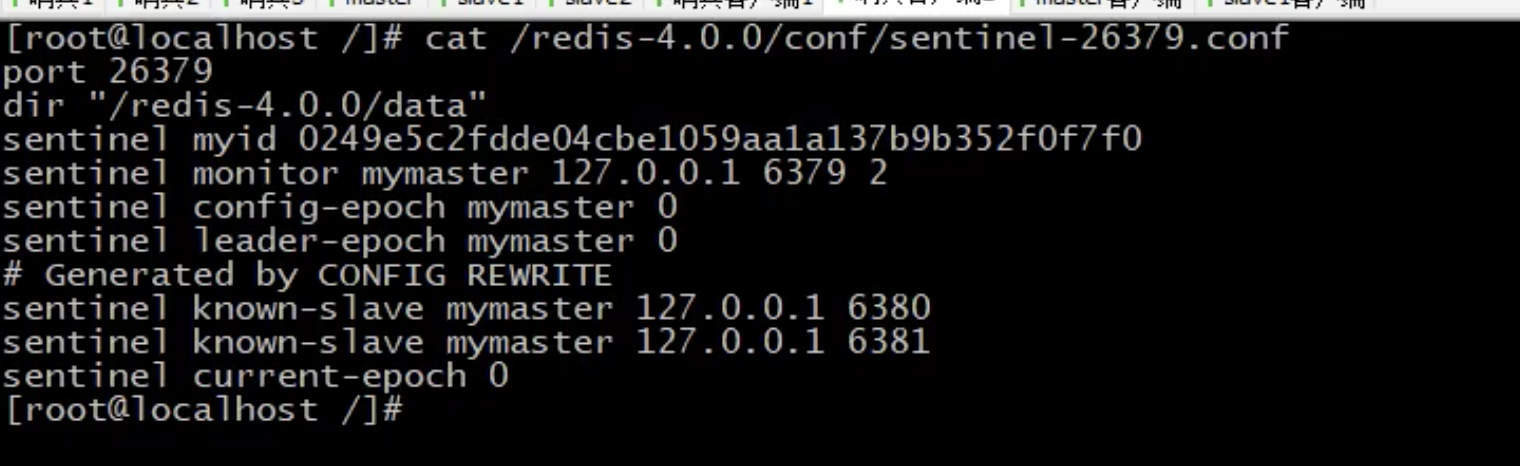 master
slave1
slave2
[root@localhost /]# cat /redis-4.0.0/conf/sentinel-26379.conf
port 26379
dir "/redis-4.0.0/data"
sentinel myid 0249e5c2fdde04cbe1059aa1a137b9b352f0f7f0
sentinel monitor mymaster 127.0.0.1 6379 2
sentinel config-epoch mymaster 0
sentinel leader-epoch mymaster 0
# Generated by CONFIG REWRITE
sentinel known-slave mymaster 127.0.0.1 6380
sentinel known-slave mymaster 127.0.0.1 6381
sentinel current-epoch 0
[root@localhost /]#